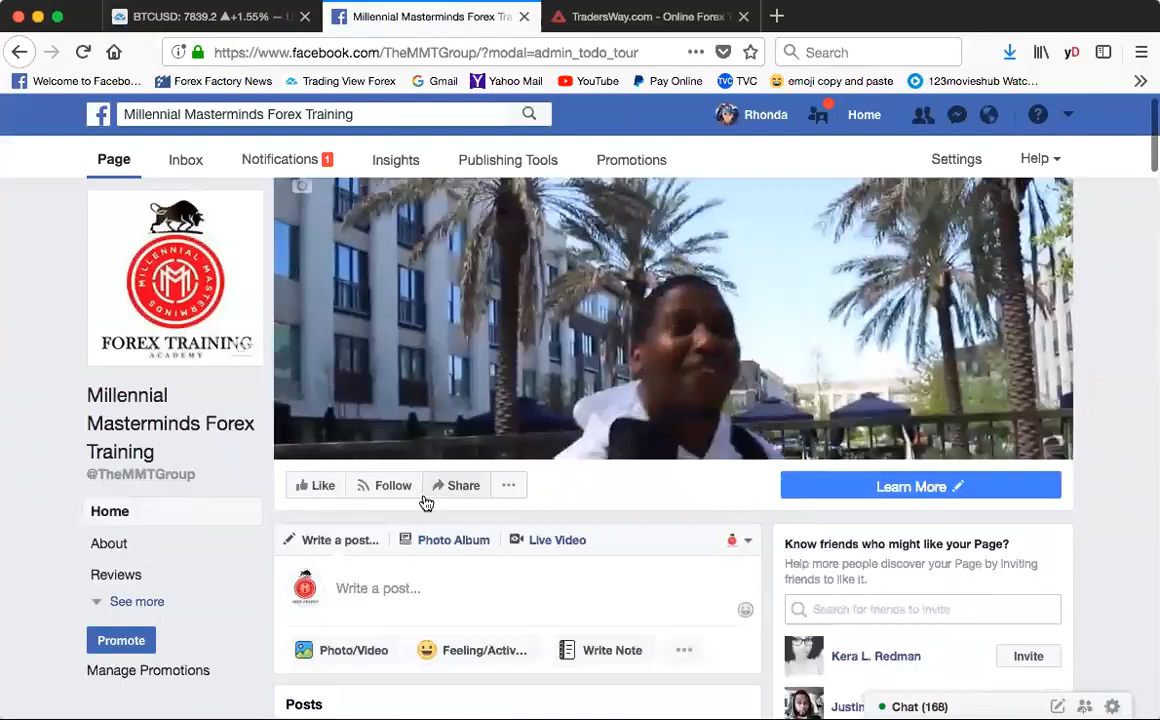 BTCUSD: 7839.2 ▲+1.55% — U
Millennial Masterminds Forex Tra
TradersWay.com - Online Forex T
https://www.facebook.com/TheMMTGroup/?modal=admin_todo_tour
Search
Welcome to Facebo...
Forex Factory News
Trading View Forex
Gmail
Yahoo Mail
YouTube
Pay Online
TVC TVC
emoji copy and paste
123movieshub Watc...
Millennial Masterminds Forex Training
Rhonda
Home
Page
Inbox
Notifications 1
Insights
Publishing Tools
Promotions
Settings
Help
MILLENNIAL
MASTERMINDS
FOREX TRAINING
ACADEMY
Millennial
Masterminds Forex
Training
@TheMMTGroup
Home
About
Reviews
See more
Promote
Manage Promotions
Like
Follow
Share
Learn More
Write a post...
Photo Album
Live Video
Write a post...
Photo/Video
Feeling/Activ...
Write Note
Posts
Know friends who might like your Page?
Help more people discover your Page by inviting
friends to like it.
Search for friends to invite
Kera L. Redman
Invite
Justin
Chat (168)